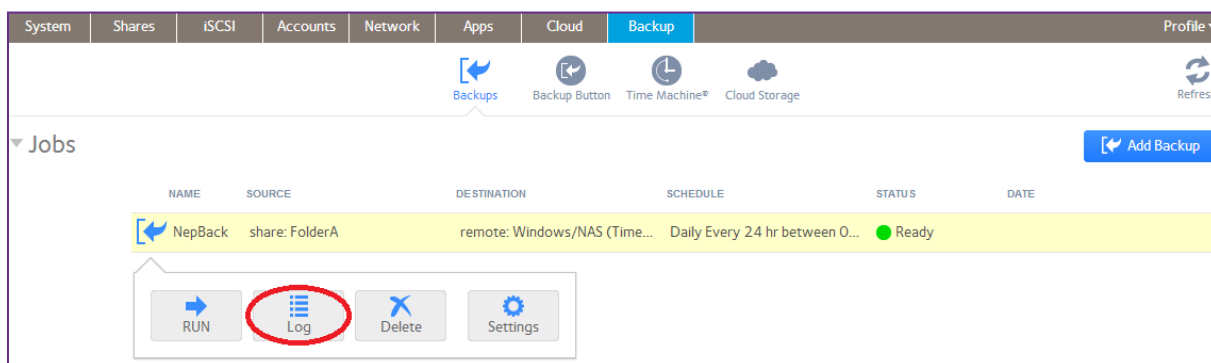 System Shares iSCSI Accounts Network Apps Cloud Backup Profile
Backups Backup Button Time Machine® Cloud Storage Refres
Jobs Add Backup
NAME SOURCE DESTINATION SCHEDULE STATUS DATE
NepBack share: FolderA remote: Windows/NAS (Time... Daily Every 24 hr between 0... Ready
RUN Log Delete Settings